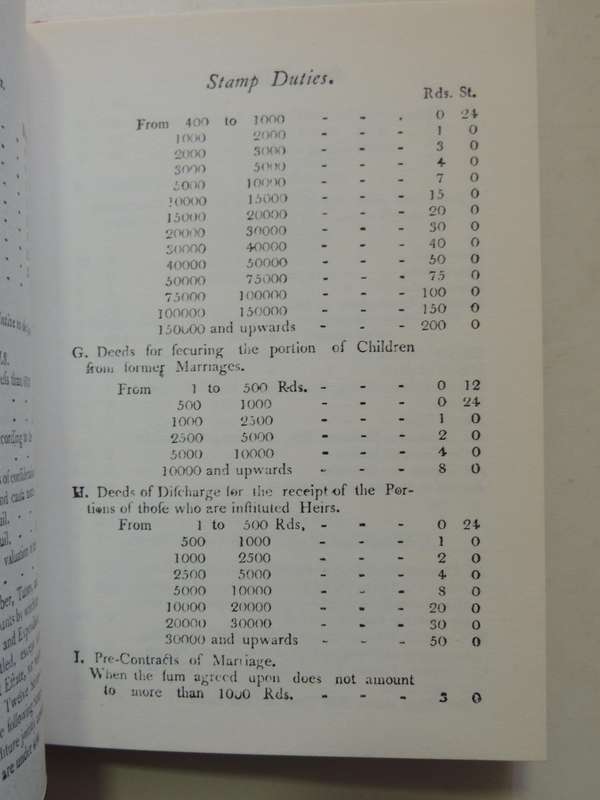 Stamp Duties.
Rds. St.
From 400 to 1000 - - . 0 24
1000 2000 - - - 1 0
2000 3000 - - - 3 0
3000 5000 - - - 4 0
5000 10000 - - - 7 0
10000 15000 - - - 15 0
15000 20000 - - - 20 0
20000 30000 - - - 30 0
30000 40000 - - - 40 0
40000 50000 - - - 50 0
50000 75000 - - - 75 0
75000 100000 - - - 100 0
100000 150000 - - - 150 0
150000 and upwards - - - 200 0
G. Deeds for ſecuring the portion of Children
from former Marriages.
From 1 to 500 Rds. - - - 0 12
500 1000 - - - 0 24
1000 2500 - - - 1 0
2500 5000 - - - 2 0
5000 10000 - - - 4 0
10000 and upwards - - - 8 0
H. Deeds of Diſcharge for the receipt of the Por-
tions of thoſe who are inſtituted Heirs.
From 1 to 500 Rds, - - - 0 24
500 1000 - - - 1 0
1000 2500 - - - 2 0
2500 5000 - - - 4 0
5000 10000 - - - 8 0
10000 20000 - - - 20 0
20000 30000 - - - 30 0
30000 and upwards - - - 50 0
I. Pre-Contracts of Marriage.
When the ſum agreed upon does not amount
to more than 1000 Rds. - - - 3 0